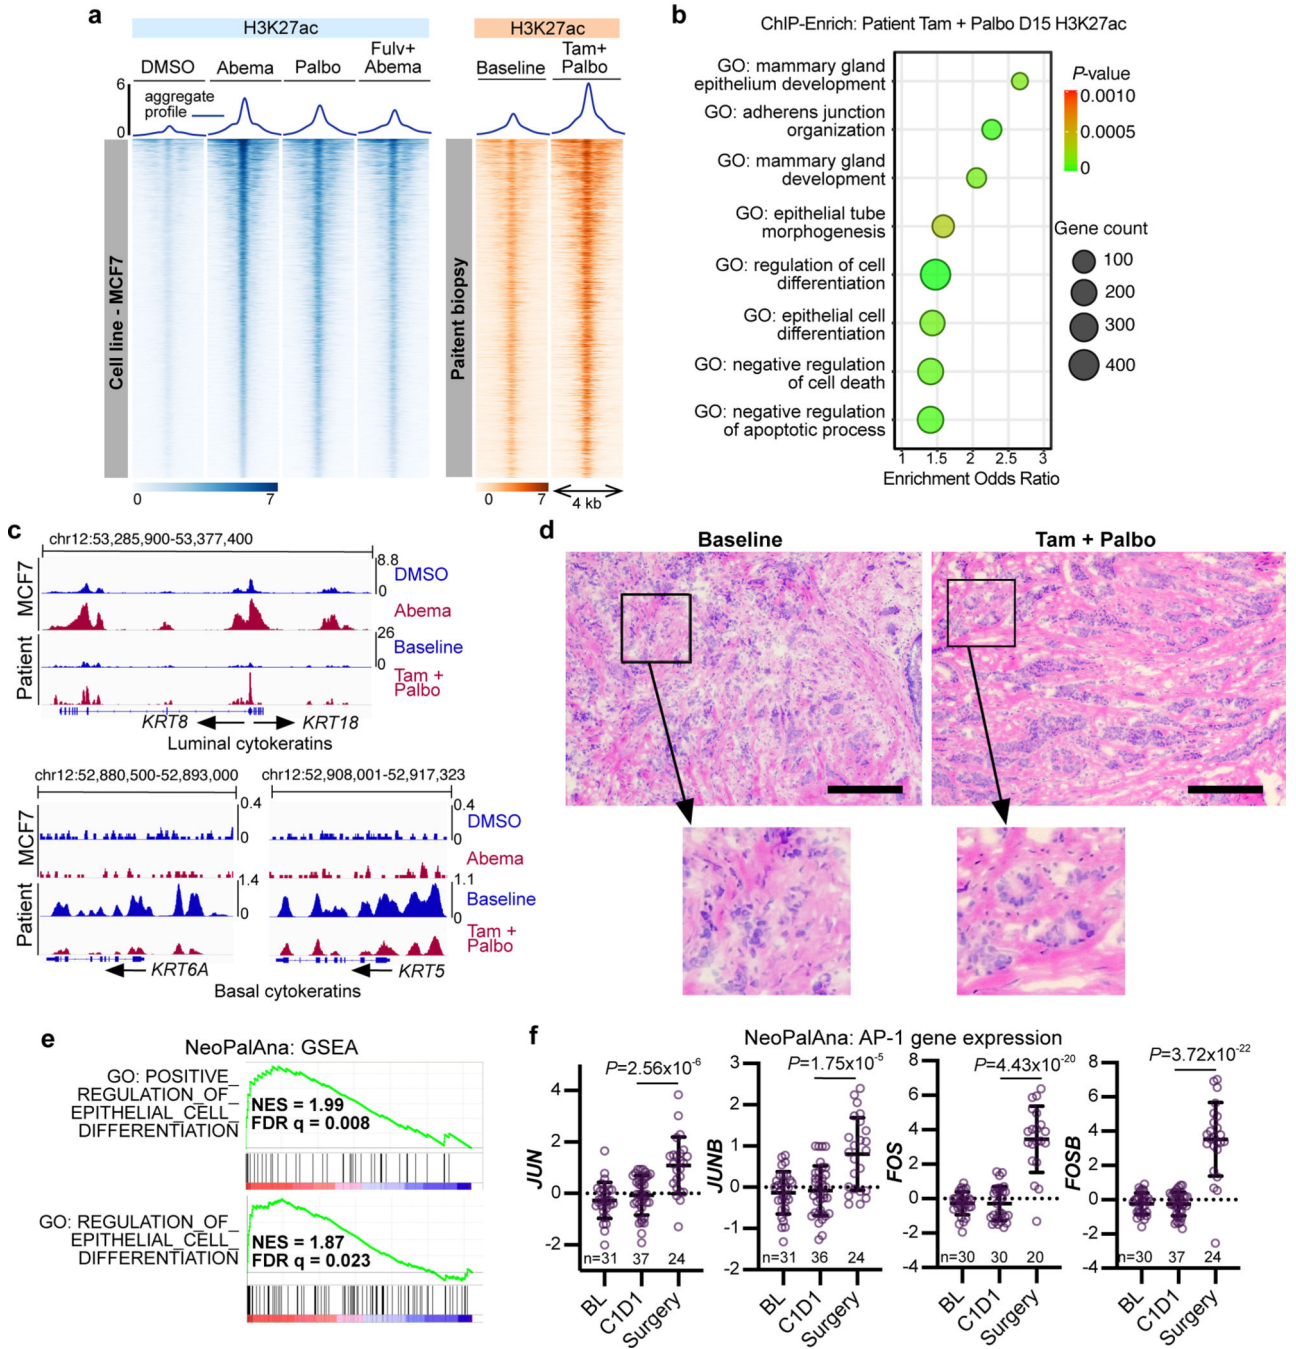 a
H3K27ac
H3K27ac
DMSO
Abema
Palbo
Fulv+
Abema
Baseline
Tam+
Palbo
6
0
aggregate
profile
Cell line - MCF7
Paitent biopsy
0
7
0
7
4 kb
b
ChIP-Enrich: Patient Tam + Palbo D15 H3K27ac
GO: mammary gland
epithelium development
GO: adherens junction
organization
GO: mammary gland
development
GO: epithelial tube
morphogenesis
GO: regulation of cell
differentiation
GO: epithelial cell
differentiation
GO: negative regulation
of cell death
GO: negative regulation
of apoptotic process
1 1.5 2 2.5 3
Enrichment Odds Ratio
P-value
0.0010
0.0005
0
Gene count
100
200
300
400
c
chr12:53,285,900-53,377,400
MCF7
Patient
8.8
0
DMSO
Abema
26
0
Baseline
Tam +
Palbo
KRT8
KRT18
Luminal cytokeratins
chr12:52,880,500-52,893,000
chr12:52,908,001-52,917,323
MCF7
Patient
0.4
0
0.4
0
DMSO
Abema
1.4
0
1.1
0
Baseline
Tam +
Palbo
KRT6A
KRT5
Basal cytokeratins
d
Baseline
Tam + Palbo
e
NeoPalAna: GSEA
GO: POSITIVE_
REGULATION_OF_
EPITHELIAL_CELL_
DIFFERENTIATION
NES = 1.99
FDR q = 0.008
GO: REGULATION_OF_
EPITHELIAL_CELL_
DIFFERENTIATION
NES = 1.87
FDR q = 0.023
f
NeoPalAna: AP-1 gene expression
P=2.56x10-6
JUN
4
2
0
-2
n=31 37 24
BL
C1D1
Surgery
P=1.75x10-5
JUNB
3
2
1
0
-1
-2
n=31 36 24
BL
C1D1
Surgery
P=4.43x10-20
FOS
8
6
4
2
0
-2
-4
n=30 30 20
BL
C1D1
Surgery
P=3.72x10-22
FOSB
8
6
4
2
0
-2
-4
n=30 37 24
BL
C1D1
Surgery